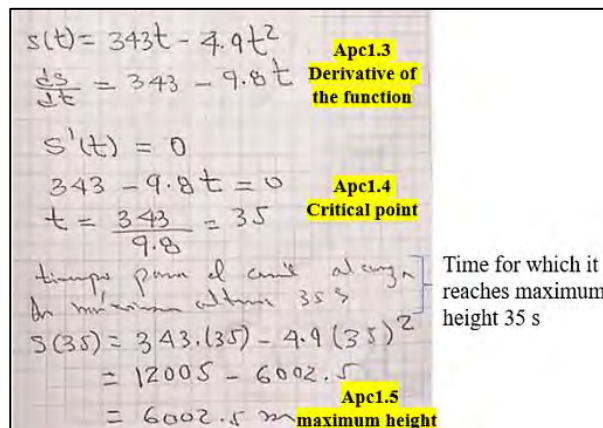 s(t) = 343t - 4.9t²
ds/dt = 343 - 9.8t
Apc1.3
Derivative of
the function
s'(t) = 0
343 - 9.8t = 0
t = 343/9.8 = 35
Apc1.4
Critical point
tiempo para el cual alcanza
máxima altura 35 s
Time for which it
reaches maximum
height 35 s
s(35) = 343.(35) - 4.9(35)²
= 12005 - 6002.5
= 6002.5 m
Apc1.5
maximum height